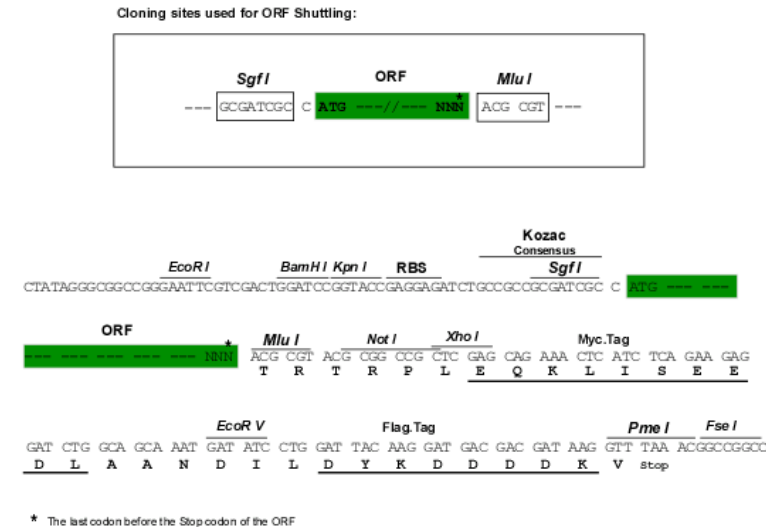 Cloning sites used for ORF Shuttling:
Sgf I ORF Mlu I
*
--- GCGATCGC C ATG ---//--- NNN ACG CGT ---
Kozac
Consensus
EcoR I BamH I Kpn I RBS Sgf I
CTATAGGGCGGCCGGGAATTCGTCGACTGGATCCGGTACCGAGGAGATCTGCCGCCGCGATCGC C ATG --- ---
ORF
* Mlu I Not I Xho I Myc.Tag
--- --- --- --- --- NNN ACG CGT ACG CGG CCG CTC GAG CAG AAA CTC ATC TCA GAA GAG
T R T R P L E Q K L I S E E
EcoR V Flag.Tag Pme I Fse I
GAT CTG GCA GCA AAT GAT ATC CTG GAT TAC AAG GAT GAC GAC GAT AAG GTT TAA ACGGCCGGCC
D L A A N D I L D Y K D D D D K V Stop
* The last codon before the Stop codon of the ORF